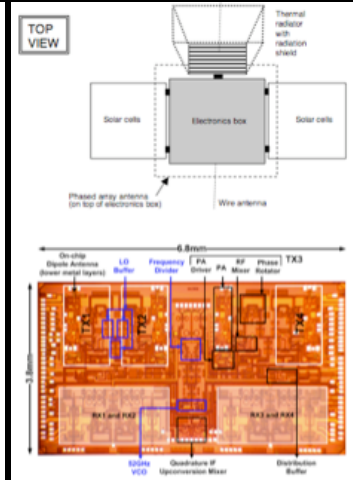 TOP
VIEW
Thermal
radiator
with
radiation
shield
Solar cells
Electronics box
Solar cells
Phased array antenna
(on top of electronics box)
Wire antenna
6.8mm
On-chip
Dipole Antenna
(lower metal layers)
LO
Buffer
Frequency
Divider
PA
Driver
PA
RF
Mixer
Phase
Rotator
TX3
TX1
TX2
TX4
3.8mm
RX1 and RX2
RX3 and RX4
52GHz
VCO
Quadrature IF
Upconversion Mixer
Distribution
Buffer